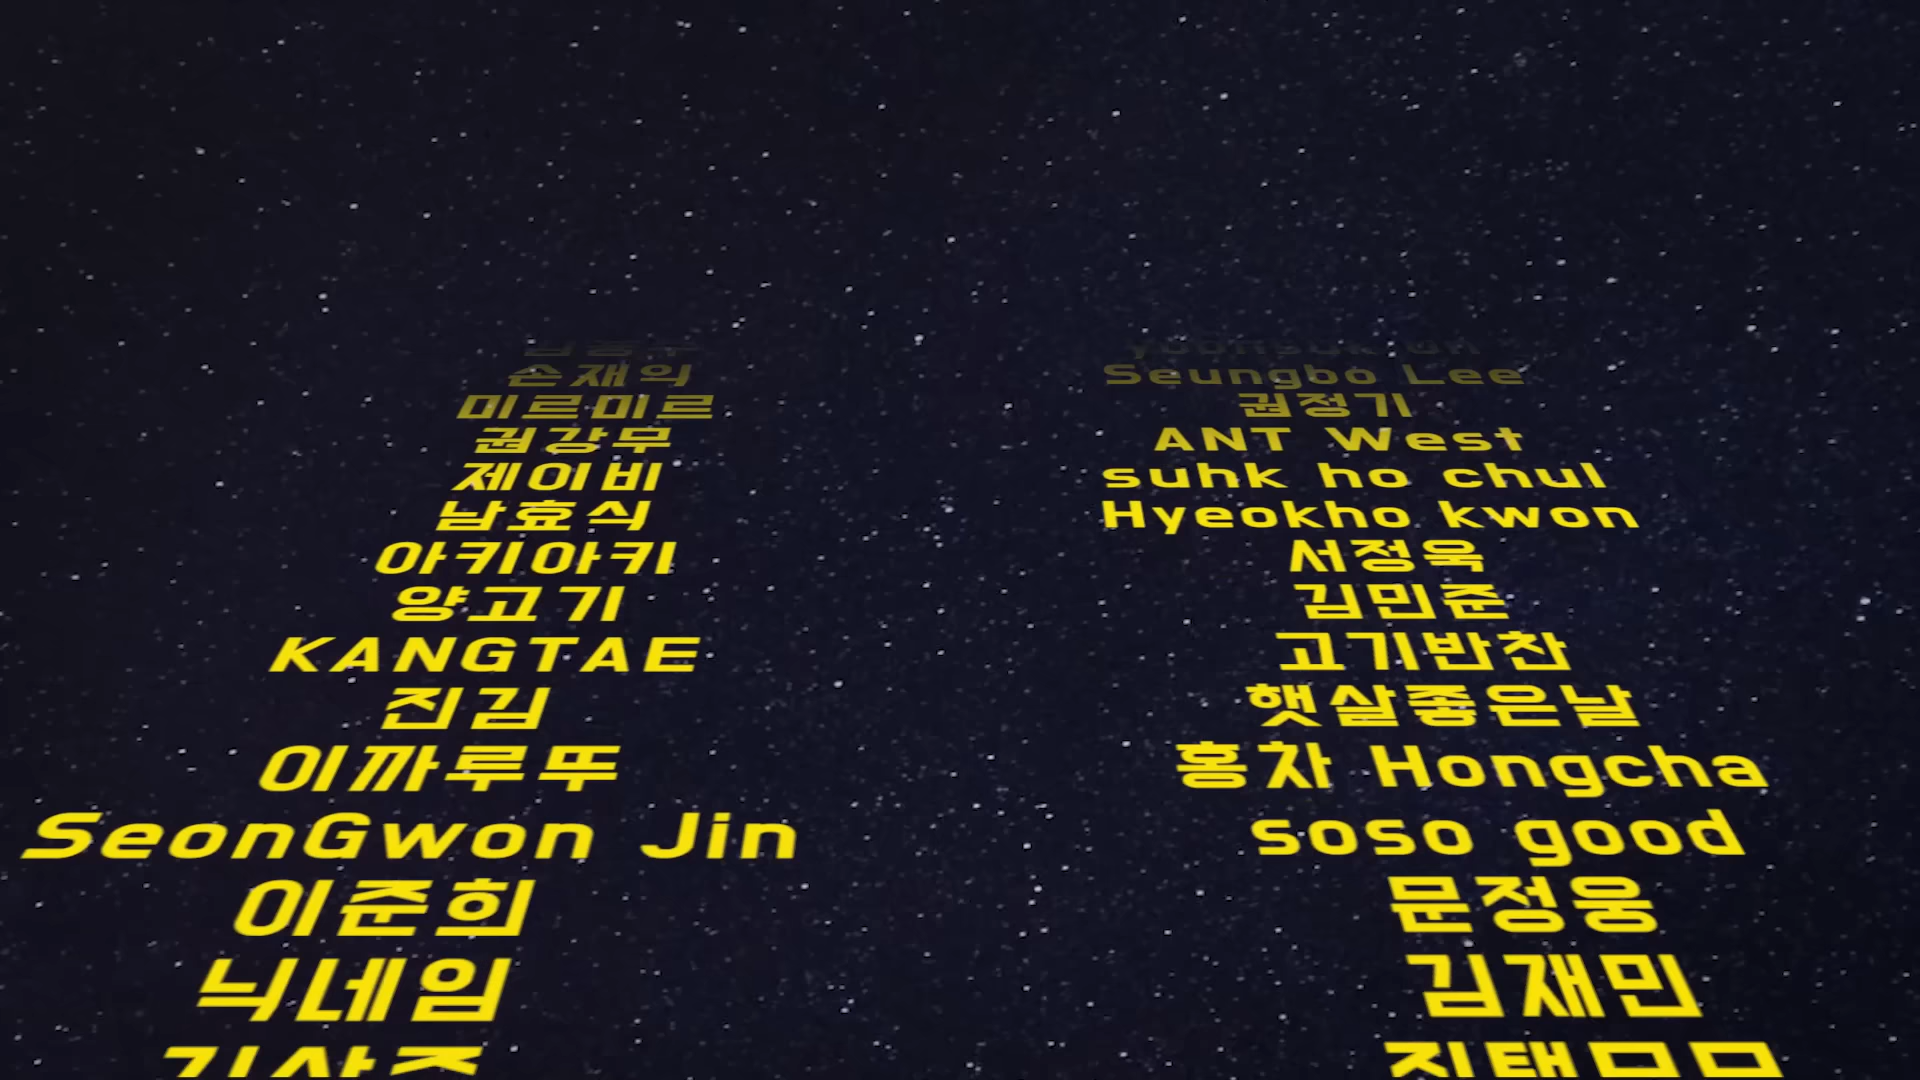 손재익
Seungbo Lee
미르미르
권정기
권강무
ANT West
제이비
suhk ho chul
남효식
Hyeokho kwon
아키아키
서정욱
양고기
김민준
KANGTAE
고기반찬
진김
햇살좋은날
이까루뚜
홍차 Hongcha
SeonGwon Jin
soso good
이준희
문정웅
닉네임
김재민